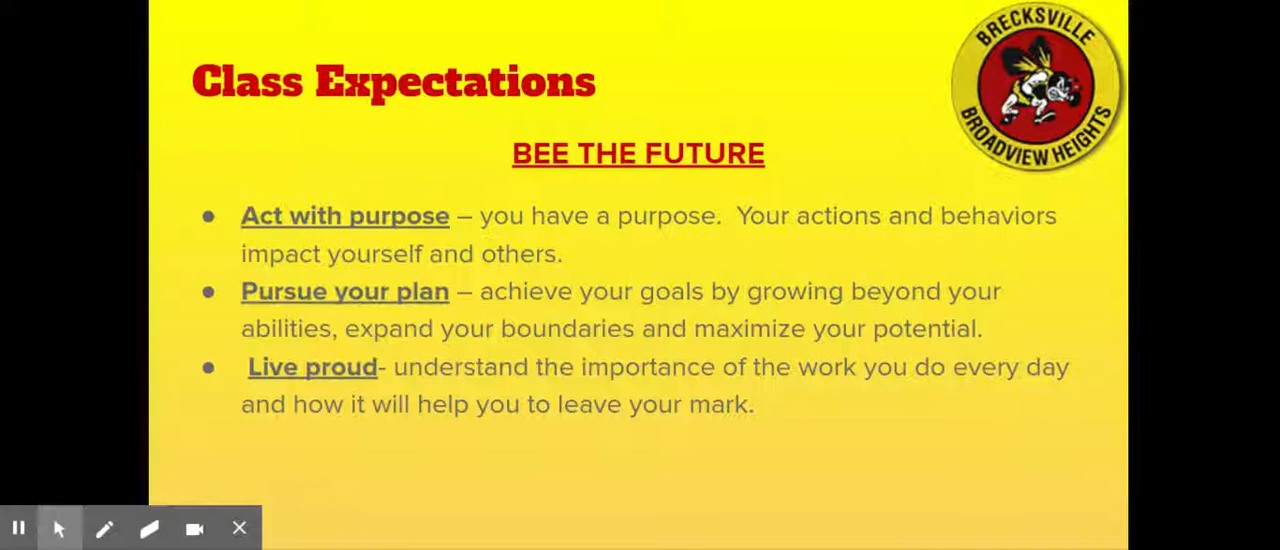 BRECKSVILLE
BROADVIEW HEIGHTS
Class Expectations
BEE THE FUTURE
● Act with purpose – you have a purpose.  Your actions and behaviors
impact yourself and others.
● Pursue your plan – achieve your goals by growing beyond your
abilities, expand your boundaries and maximize your potential.
● Live proud- understand the importance of the work you do every day
and how it will help you to leave your mark.